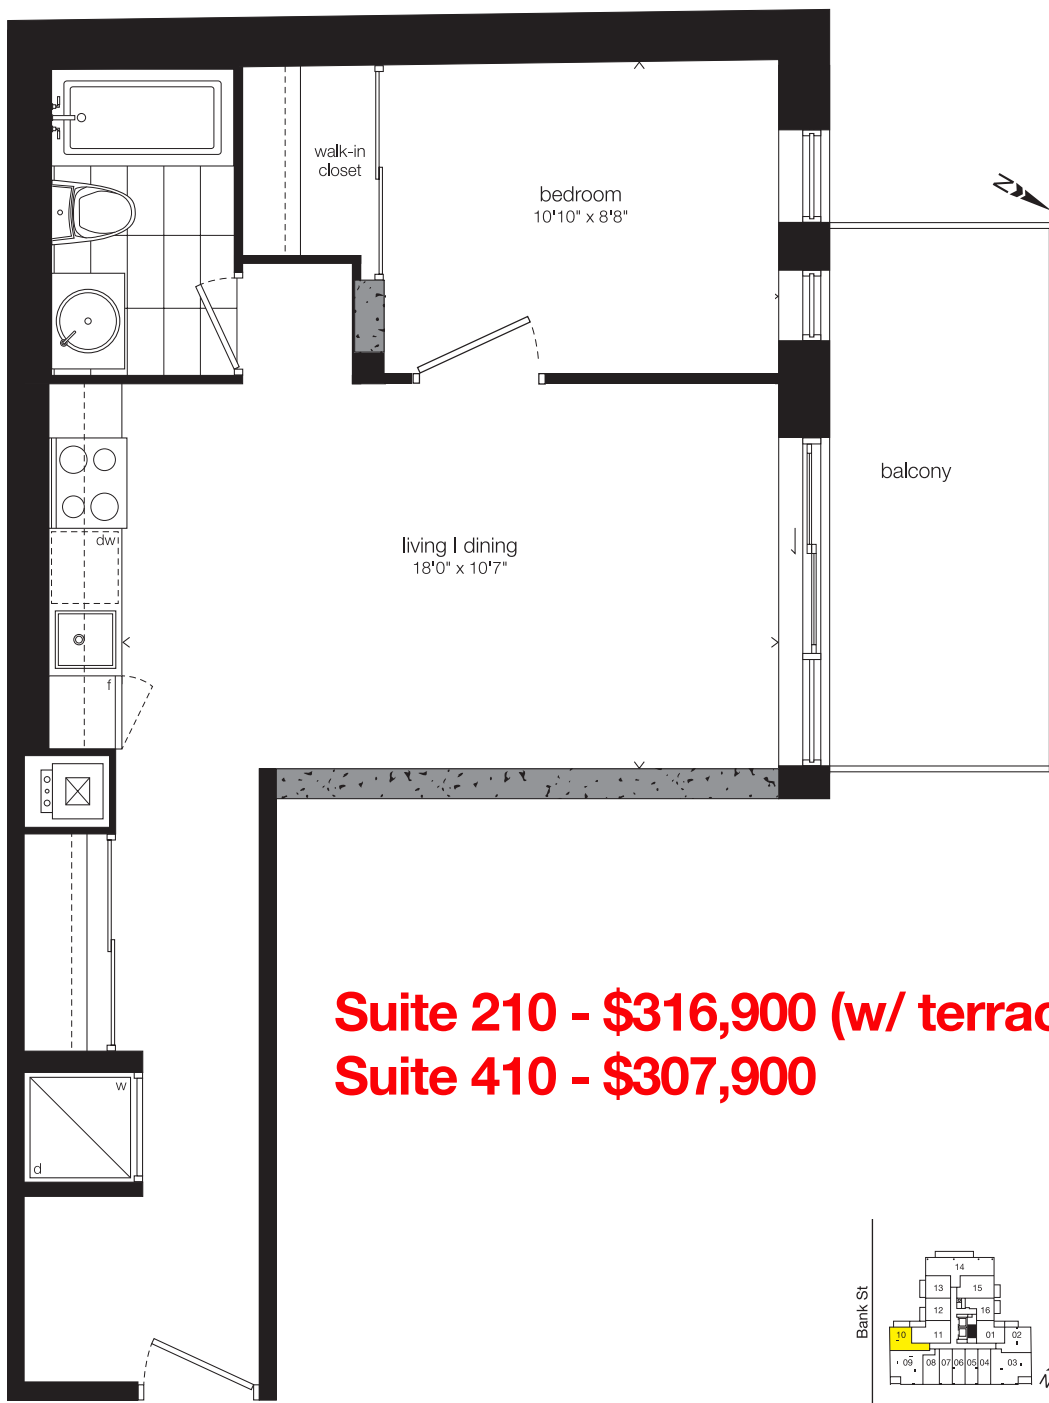 walk-in
closet
bedroom
10'10" x 8'8"
N
balcony
living I dining
18'0" x 10'7"
dw
f
w
d
Suite 210 - $316,900 (w/ terrac
Suite 410 - $307,900
Bank St
14
13
15
12
16
10
11
01
02
09
08
07
06
05
04
03
N